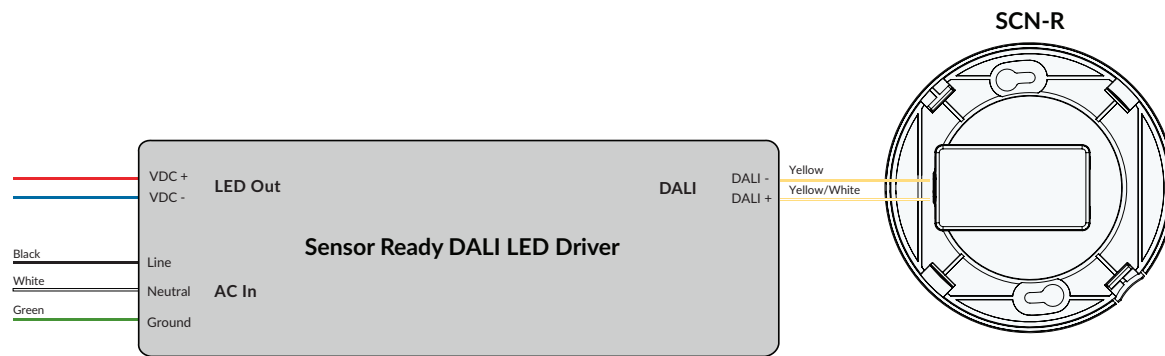 SCN-R
VDC +
LED Out
VDC -
DALI
DALI -
Yellow
DALI +
Yellow/White
Sensor Ready DALI LED Driver
Black
Line
White
Neutral
AC In
Green
Ground